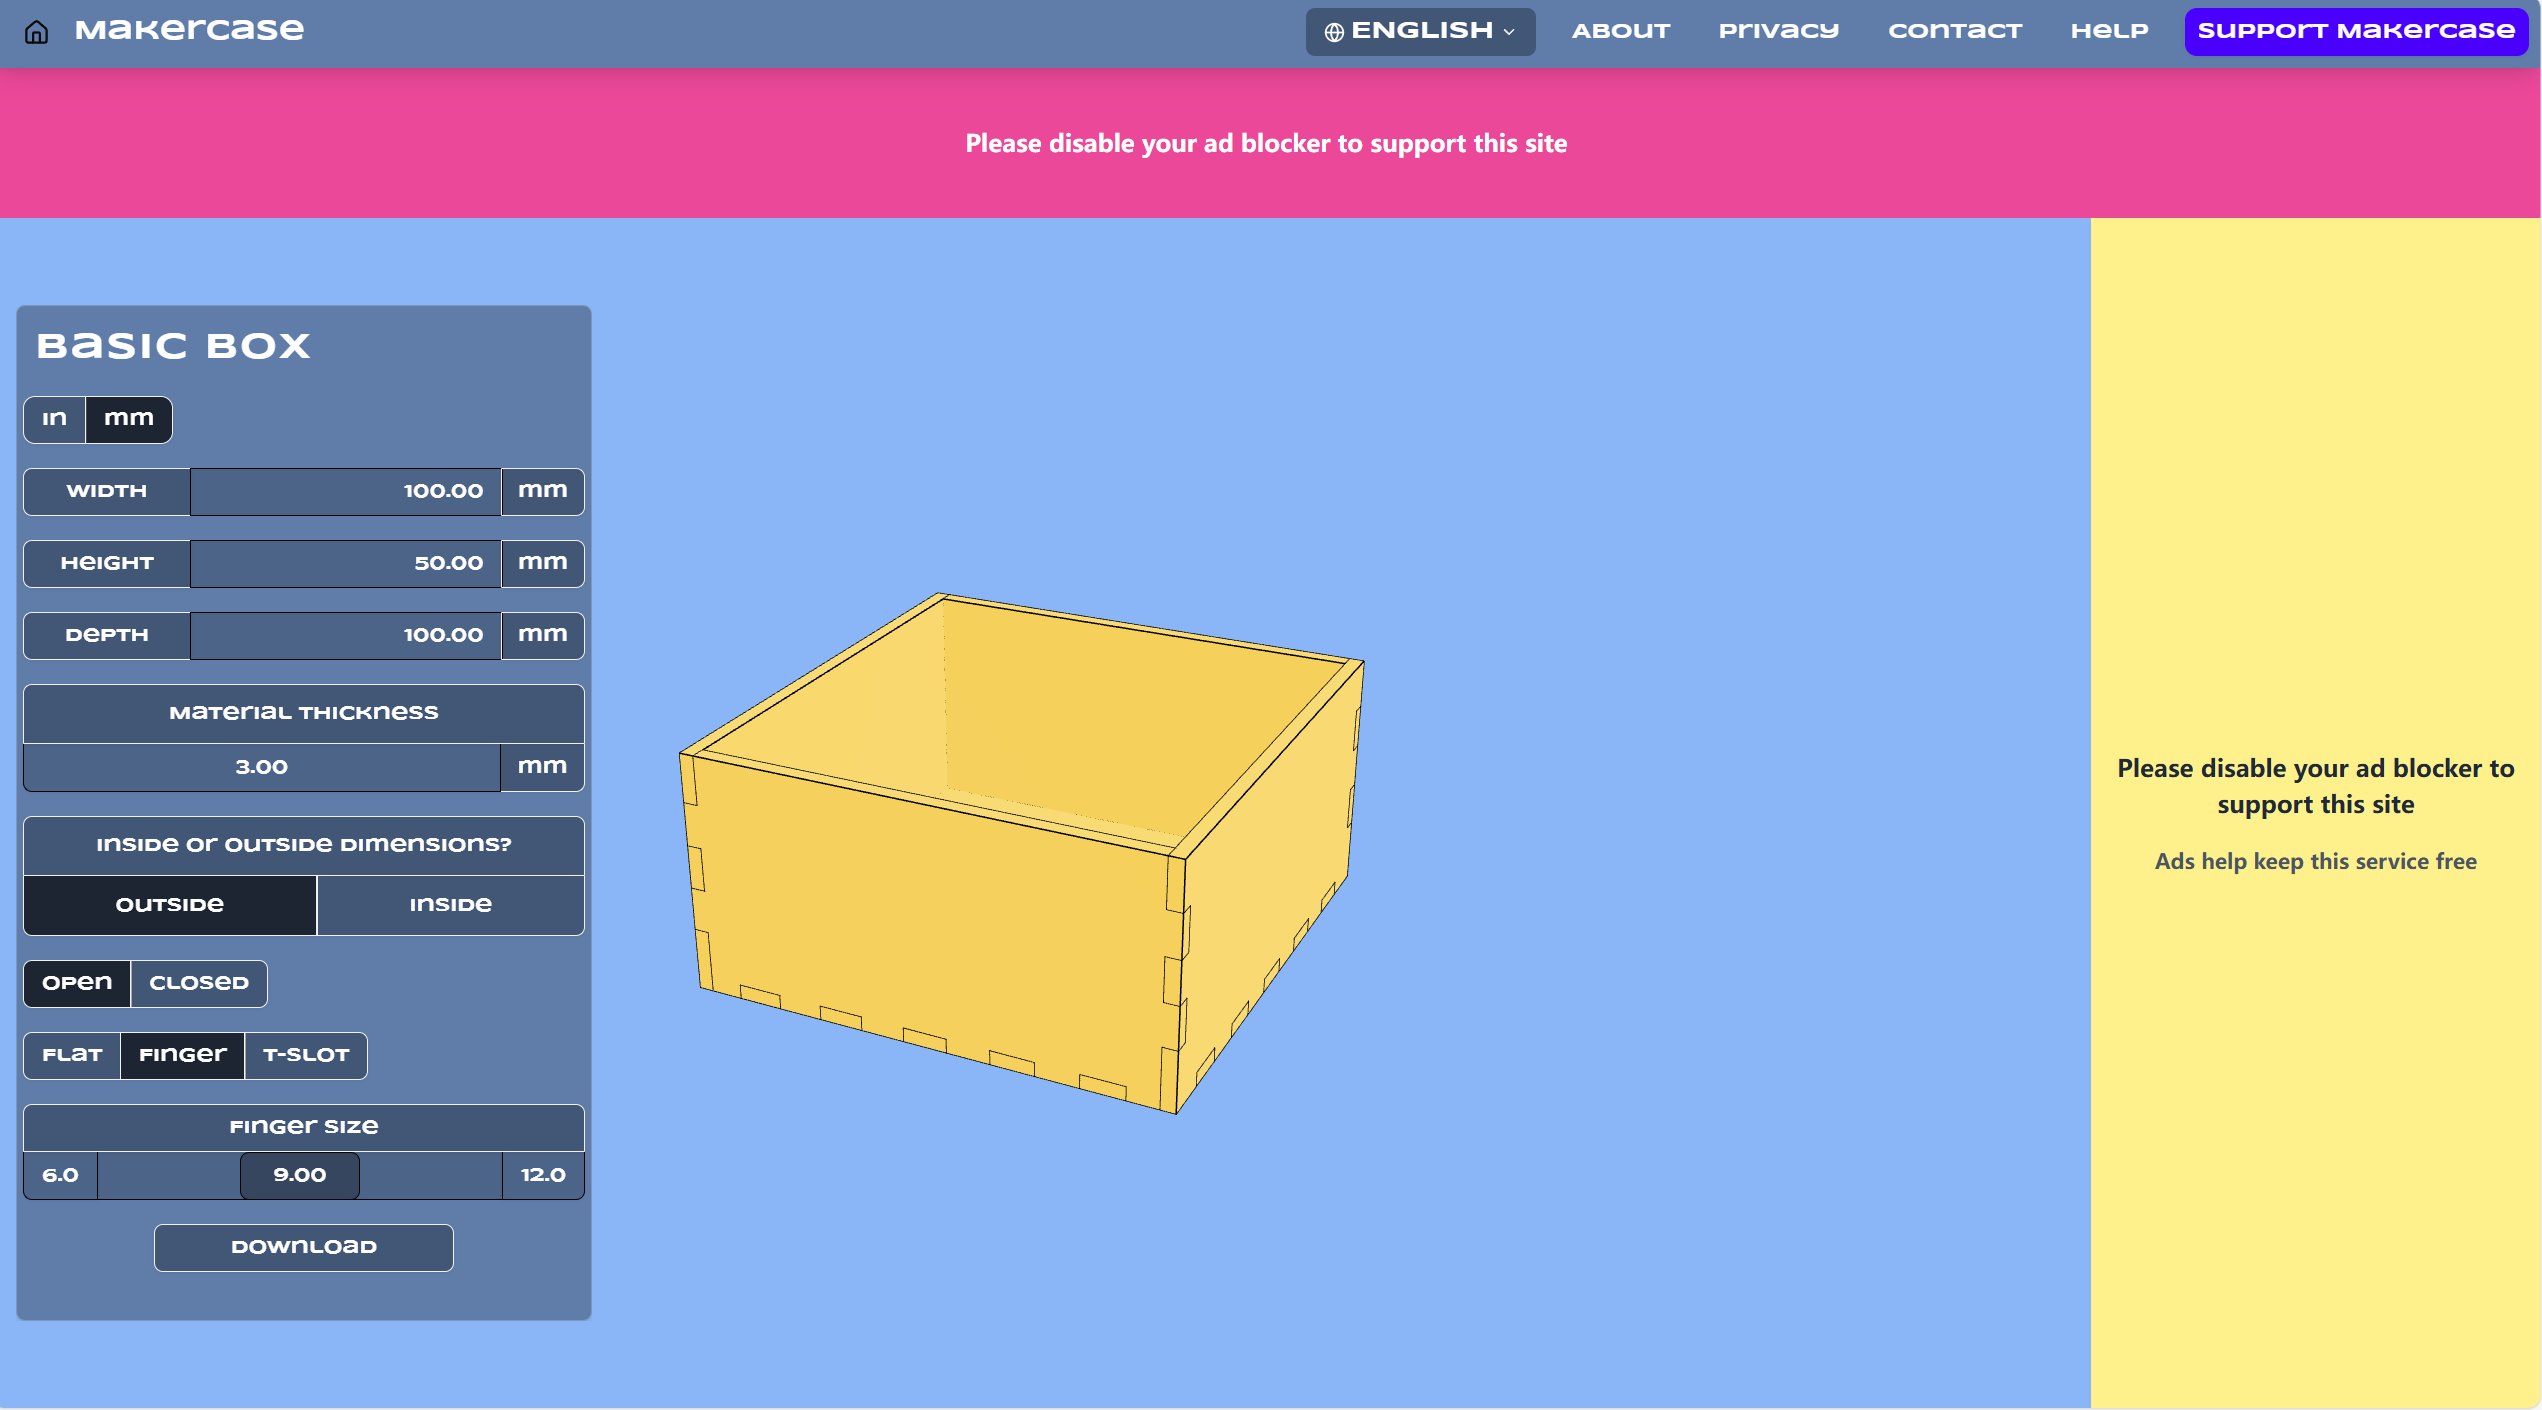 Makercase
ENGLISH
About
Privacy
Contact
Help
Support Makercase
Please disable your ad blocker to support this site
Basic Box
in
mm
Width
100.00
mm
Height
50.00
mm
Depth
100.00
mm
Material Thickness
3.00
mm
Inside or Outside Dimensions?
Outside
Inside
Open
Closed
Flat
Finger
T-Slot
Finger Size
6.0
9.00
12.0
Download
Please disable your ad blocker to
support this site
Ads help keep this service free